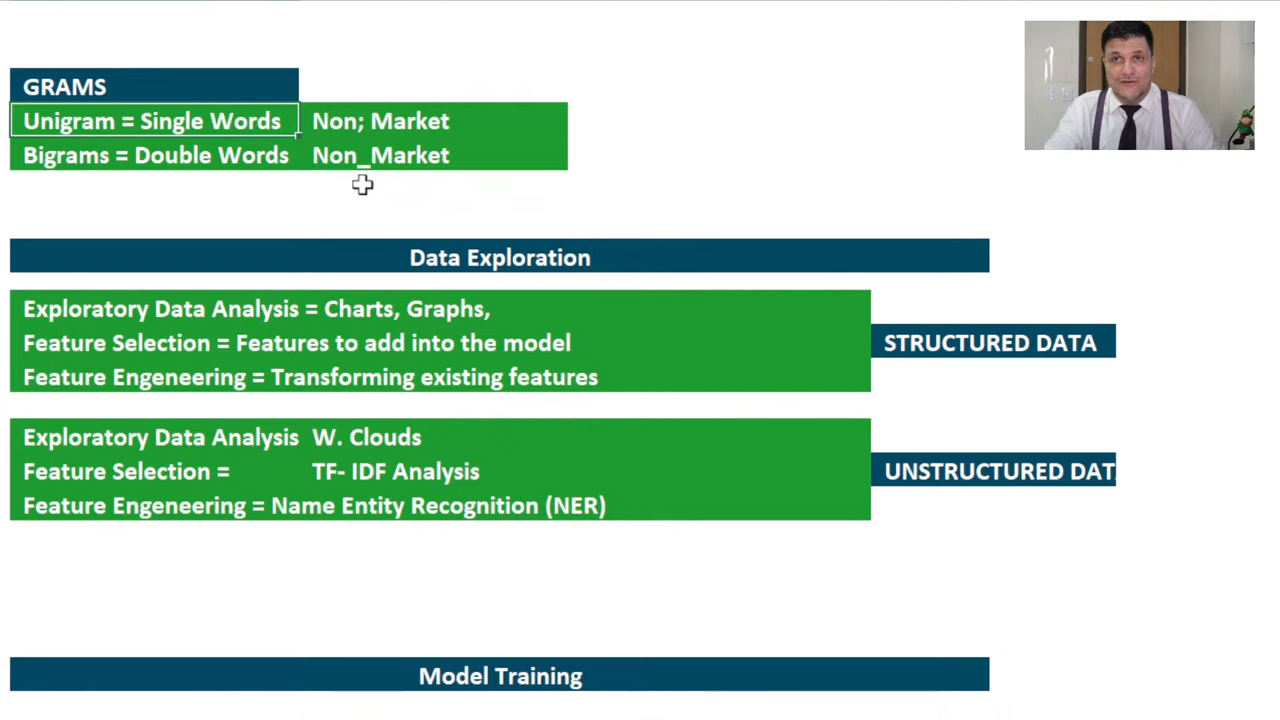 GRAMS
Unigram = Single Words Non; Market
Bigrams = Double Words Non_Market
Data Exploration
Exploratory Data Analysis = Charts, Graphs,
Feature Selection = Features to add into the model
STRUCTURED DATA
Feature Engeneering = Transforming existing features
Exploratory Data Analysis W. Clouds
Feature Selection = TF- IDF Analysis
UNSTRUCTURED DAT
Feature Engeneering = Name Entity Recognition (NER)
Model Training